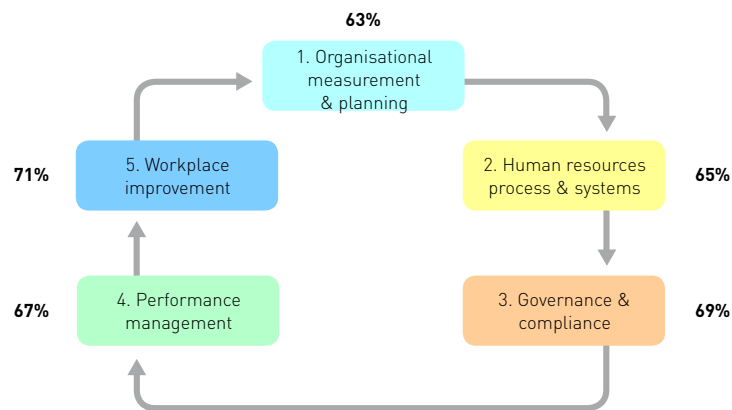 63%
1. Organisational
measurement
& planning
71%
5. Workplace
improvement
2. Human resources
process & systems
65%
67%
4. Performance
management
3. Governance &
compliance
69%